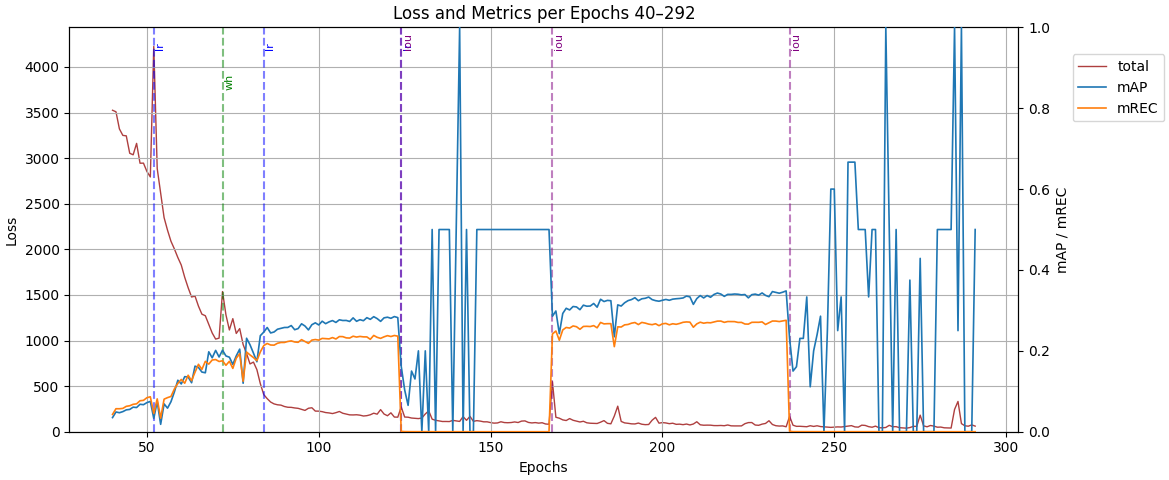 Loss and Metrics per Epochs 40–292
lr
wh
lr
iou
iou
total
mAP
mREC
4000
3500
3000
2500
2000
1500
1000
500
0
Loss
1.0
0.8
0.6
0.4
0.2
0.0
mAP / mREC
50
100
150
200
250
300
Epochs